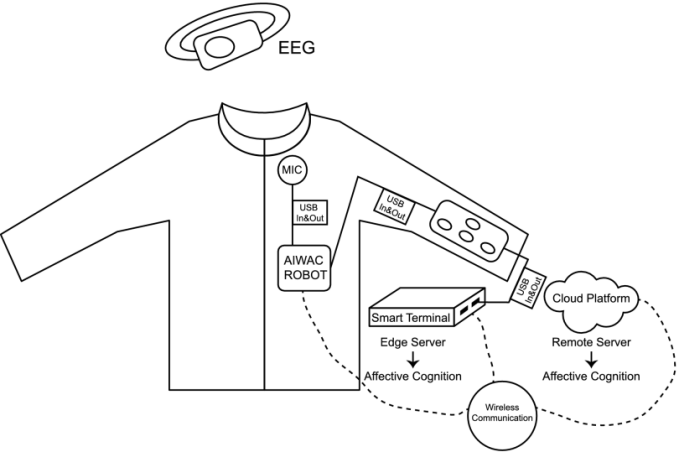 EEG
MIC
USB
In&Out
USB
In&Out
AIWAC
ROBOT
USB
In&Out
Smart Terminal
Cloud Platform
Edge Server
Remote Server
Affective Cognition
Affective Cognition
Wireless
Communication